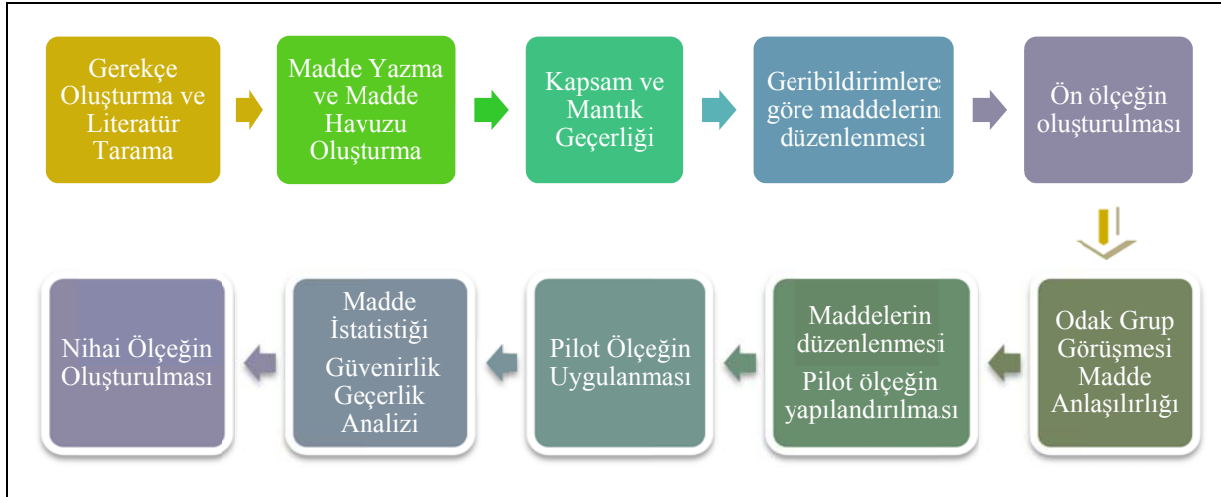 Gerekçe
Oluşturma ve
Literatür
Tarama
Madde Yazma
ve Madde
Havuzu
Oluşturma
Kapsam ve
Mantık
Geçerliği
Geribildirimlere
göre maddelerin
düzenlenmesi
Ön ölçeğin
oluşturulması
Odak Grup
Görüşmesi
Madde
Anlaşılırlığı
Maddelerin
düzenlenmesi
Pilot ölçeğin
yapılandırılması
Pilot Ölçeğin
Uygulanması
Madde
İstatistiği
Güvenirlik
Geçerlik
Analizi
Nihai Ölçeğin
Oluşturulması